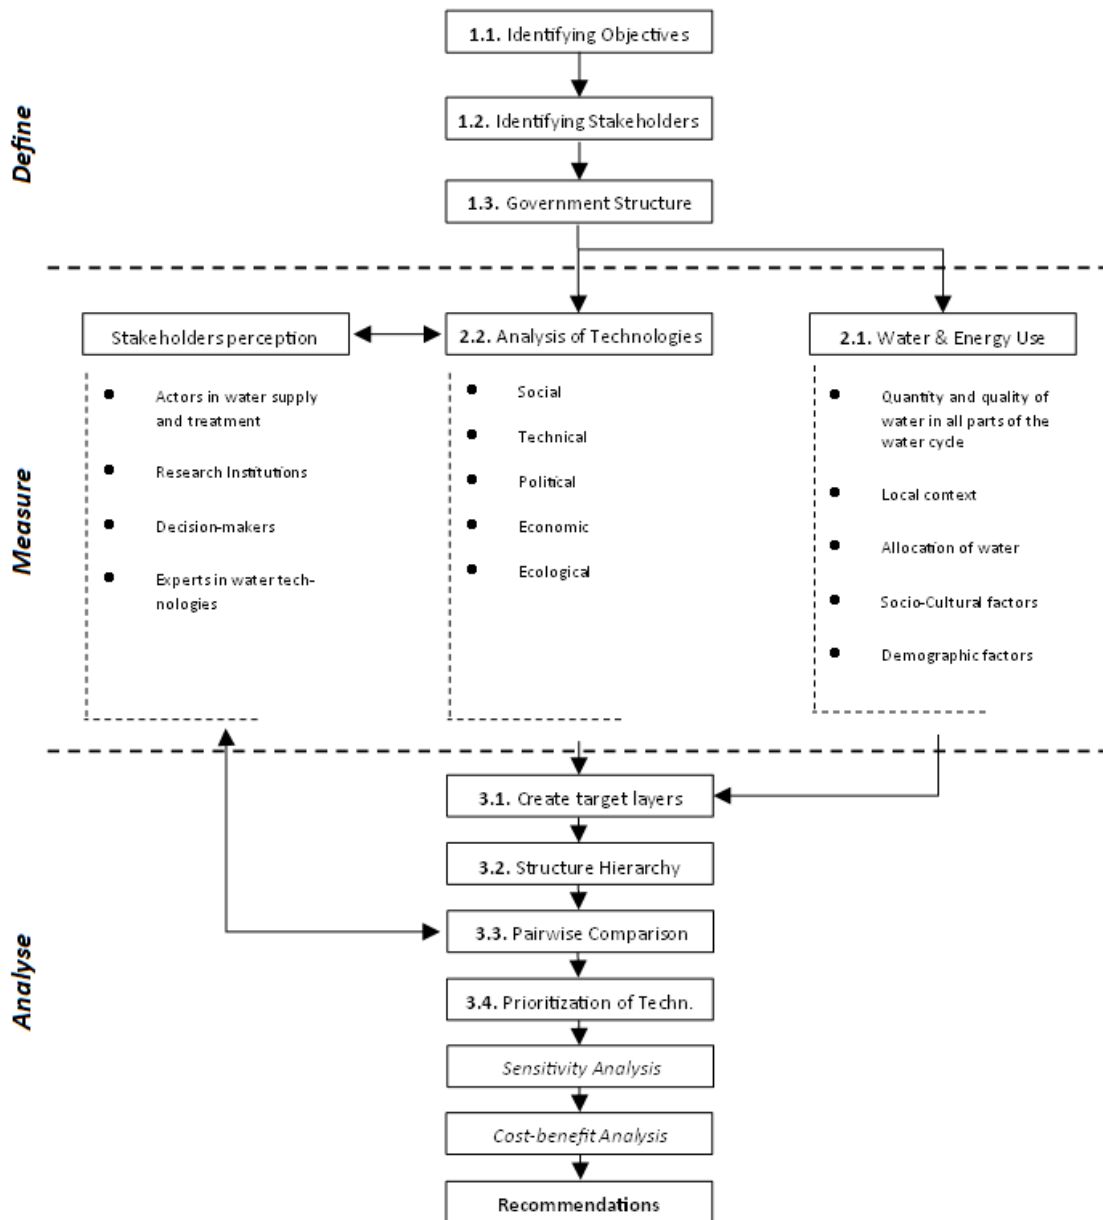 1.1. Identifying Objectives
Define
1.2. Identifying Stakeholders
1.3. Government Structure
Stakeholders perception
2.2. Analysis of Technologies
2.1. Water & Energy Use
Measure
Actors in water supply
and treatment
Research Institutions
Decision-makers
Experts in water tech-
nologies
Social
Technical
Political
Economic
Ecological
Quantity and quality of
water in all parts of the
water cycle
Local context
Allocation of water
Socio-Cultural factors
Demographic factors
Analyse
3.1. Create target layers
3.2. Structure Hierarchy
3.3. Pairwise Comparison
3.4. Prioritization of Techn.
Sensitivity Analysis
Cost-benefit Analysis
Recommendations